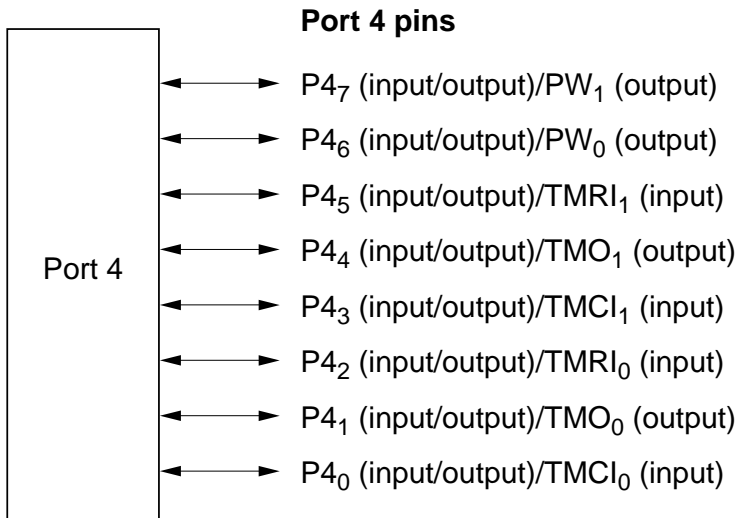 Port 4 pins
P4₇ (input/output)/PW₁ (output)
P4₆ (input/output)/PW₀ (output)
P4₅ (input/output)/TMRI₁ (input)
P4₄ (input/output)/TMO₁ (output)
Port 4
P4₃ (input/output)/TMCI₁ (input)
P4₂ (input/output)/TMRI₀ (input)
P4₁ (input/output)/TMO₀ (output)
P4₀ (input/output)/TMCI₀ (input)